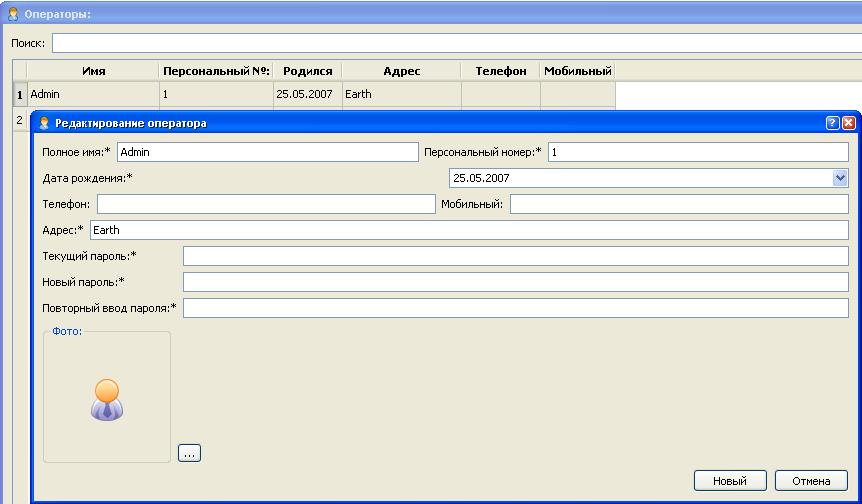 Операторы:
Поиск:
Имя Персональный №: Родился Адрес Телефон Мобильный
1 Admin 1 25.05.2007 Earth
2
Редактирование оператора
Полное имя:* Admin Персональный номер:* 1
Дата рождения:* 25.05.2007
Телефон: Мобильный:
Адрес:* Earth
Текущий пароль:*
Новый пароль:*
Повторный ввод пароля:*
Фото:
...
Новый Отмена